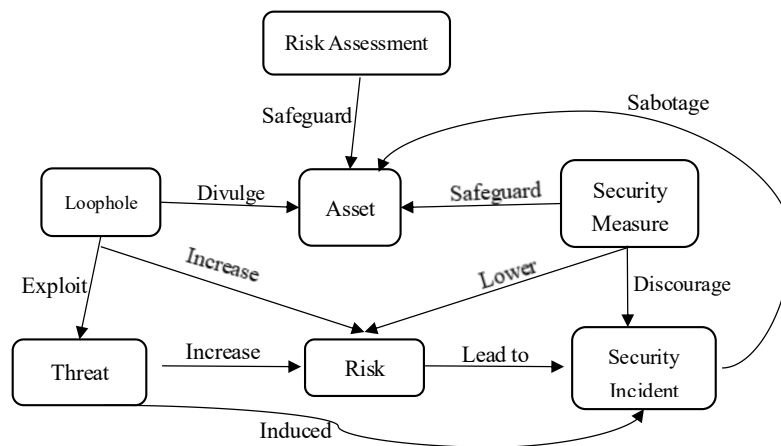 Risk Assessment
Safeguard
Sabotage
Loophole
Divulge
Asset
Safeguard
Security
Measure
Exploit
Increase
Lower
Discourage
Threat
Increase
Risk
Lead to
Security
Incident
Induced